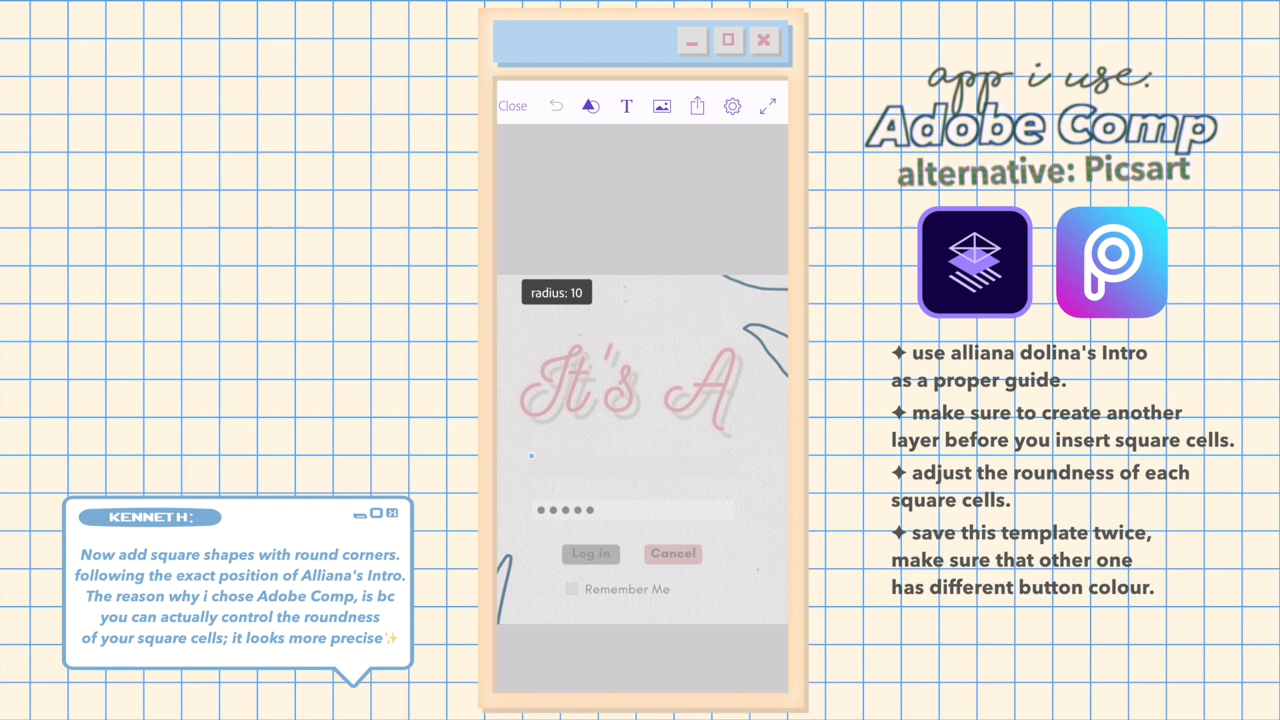 Close
T
radius: 10
It's A
Log in
Cancel
Remember Me
app i use:
Adobe Comp
alternative: Picsart
✦ use alliana dolina's Intro
as a proper guide.
✦ make sure to create another
layer before you insert square cells.
✦ adjust the roundness of each
square cells.
✦ save this template twice,
make sure that other one
has different button colour.
KENNETH:
Now add square shapes with round corners.
following the exact position of Alliana's Intro.
The reason why i chose Adobe Comp, is bc
you can actually control the roundness
of your square cells; it looks more precise✨